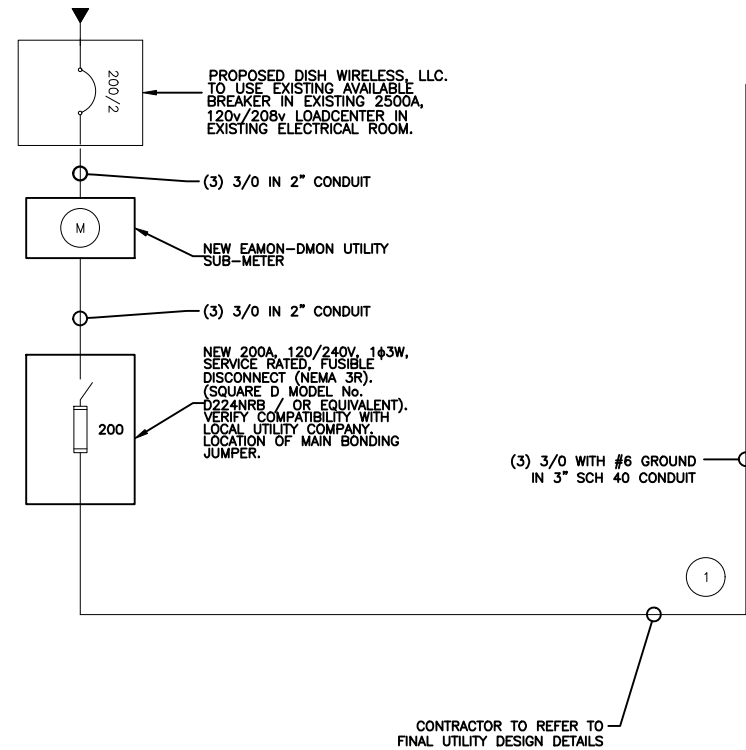 200/2
PROPOSED DISH WIRELESS, LLC.
TO USE EXISTING AVAILABLE
BREAKER IN EXISTING 2500A,
120v/208v LOADCENTER IN
EXISTING ELECTRICAL ROOM.
(3) 3/0 IN 2" CONDUIT
M
NEW EAMON-DMON UTILITY
SUB-METER
(3) 3/0 IN 2" CONDUIT
NEW 200A, 120/240V, 1ϕ3W,
SERVICE RATED, FUSIBLE
DISCONNECT (NEMA 3R).
(SQUARE D MODEL No.
D224NRB / OR EQUIVALENT).
VERIFY COMPATIBILITY WITH
LOCAL UTILITY COMPANY.
LOCATION OF MAIN BONDING
JUMPER.
200
(3) 3/0 WITH #6 GROUND
IN 3" SCH 40 CONDUIT
1
CONTRACTOR TO REFER TO
FINAL UTILITY DESIGN DETAILS